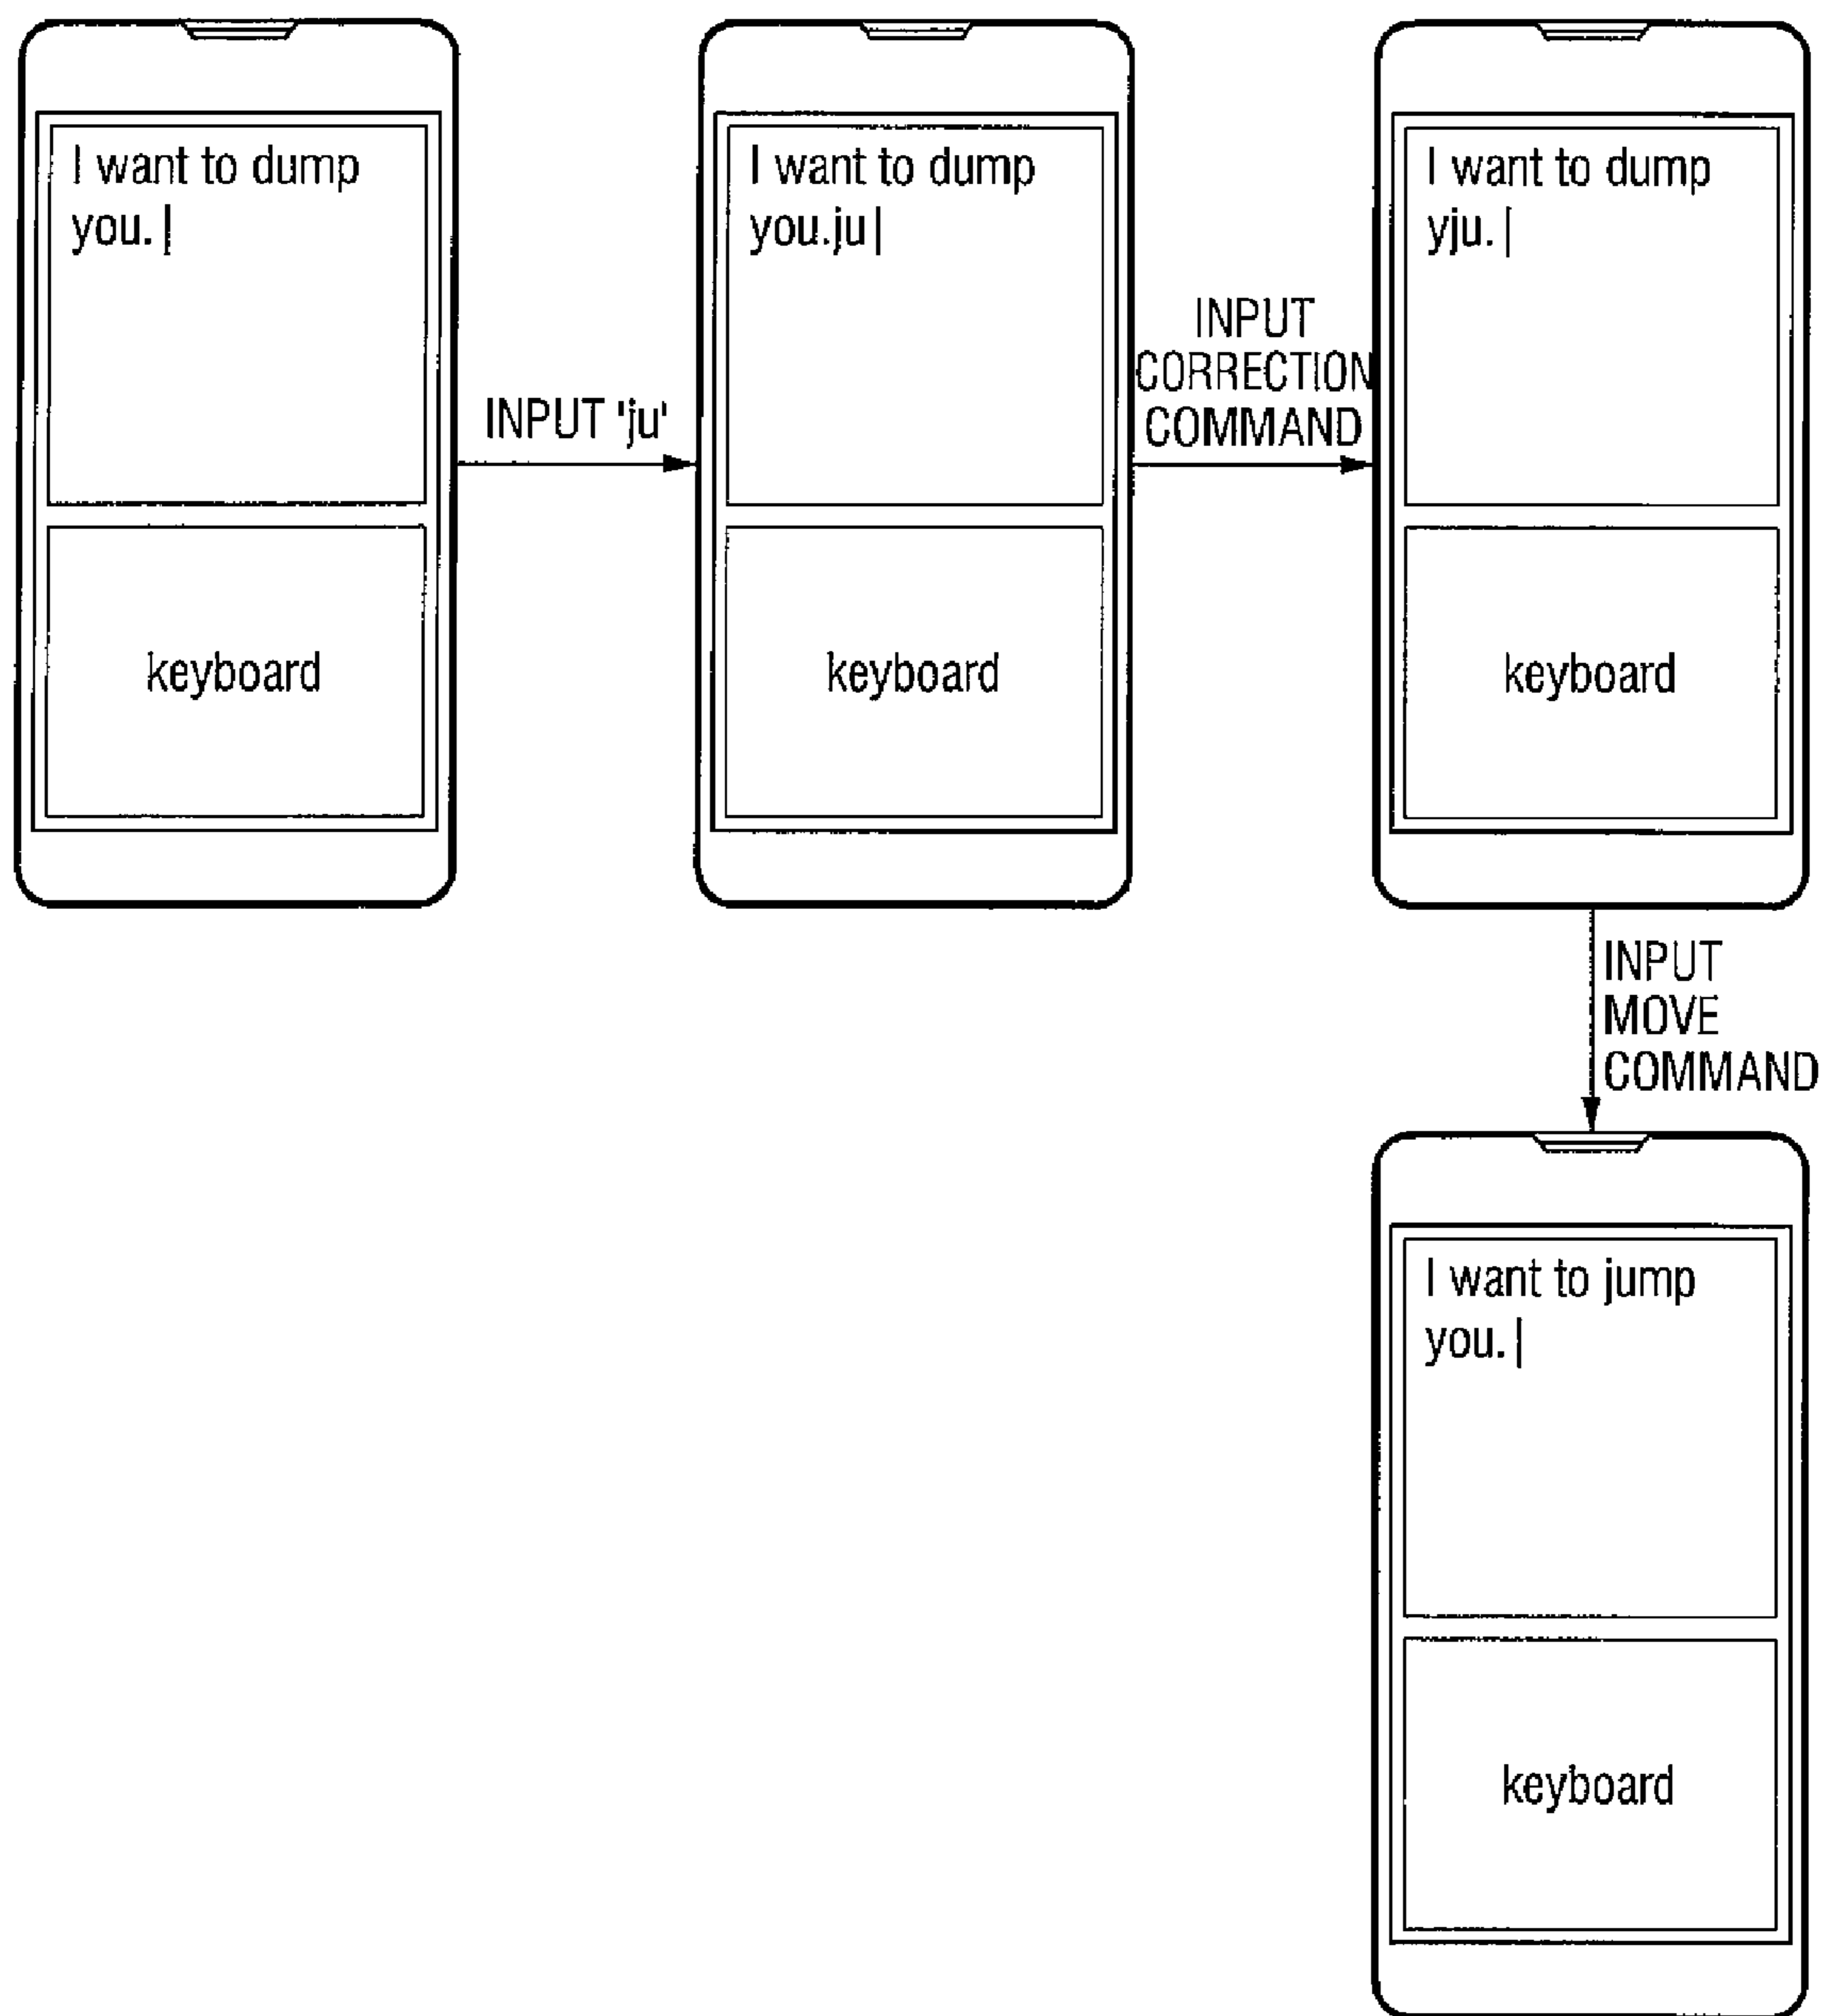 I want to dump
you.
keyboard
INPUT 'ju'
I want to dump
you.ju
keyboard
INPUT
CORRECTION
COMMAND
I want to dump
yju.
keyboard
INPUT
MOVE
COMMAND
I want to jump
you.
keyboard